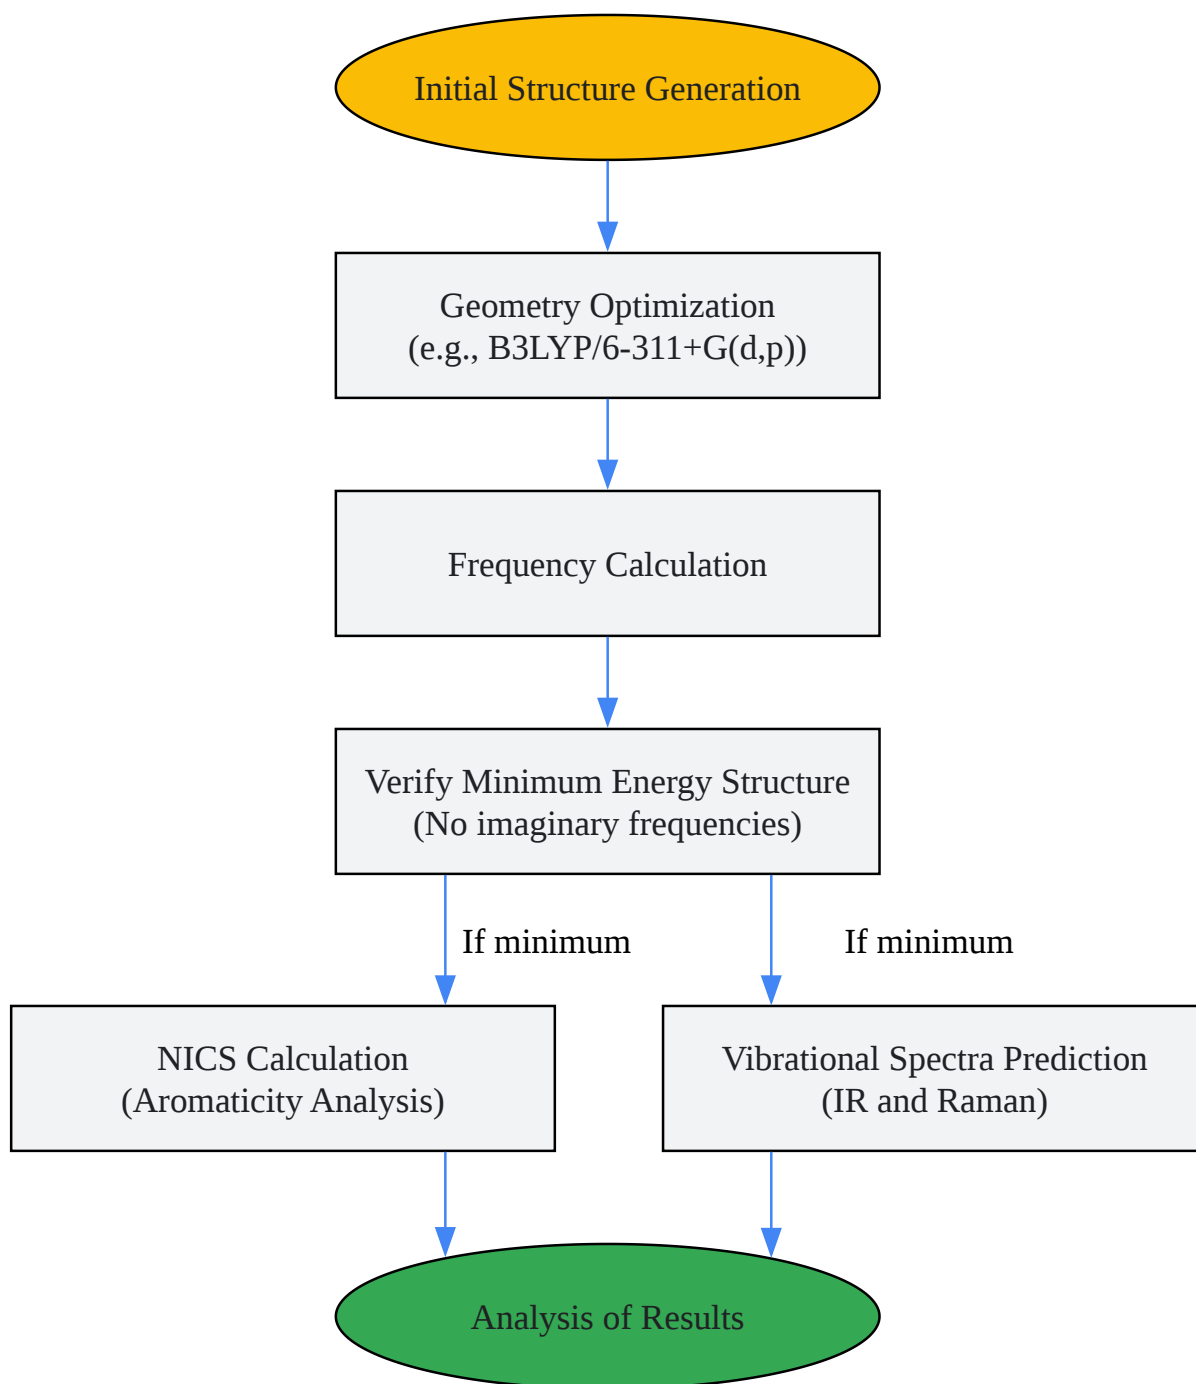 Initial Structure Generation
Geometry Optimization
(e.g., B3LYP/6-311+G(d,p))
Frequency Calculation
Verify Minimum Energy Structure
(No imaginary frequencies)
If minimum
If minimum
NICS Calculation
(Aromaticity Analysis)
Vibrational Spectra Prediction
(IR and Raman)
Analysis of Results